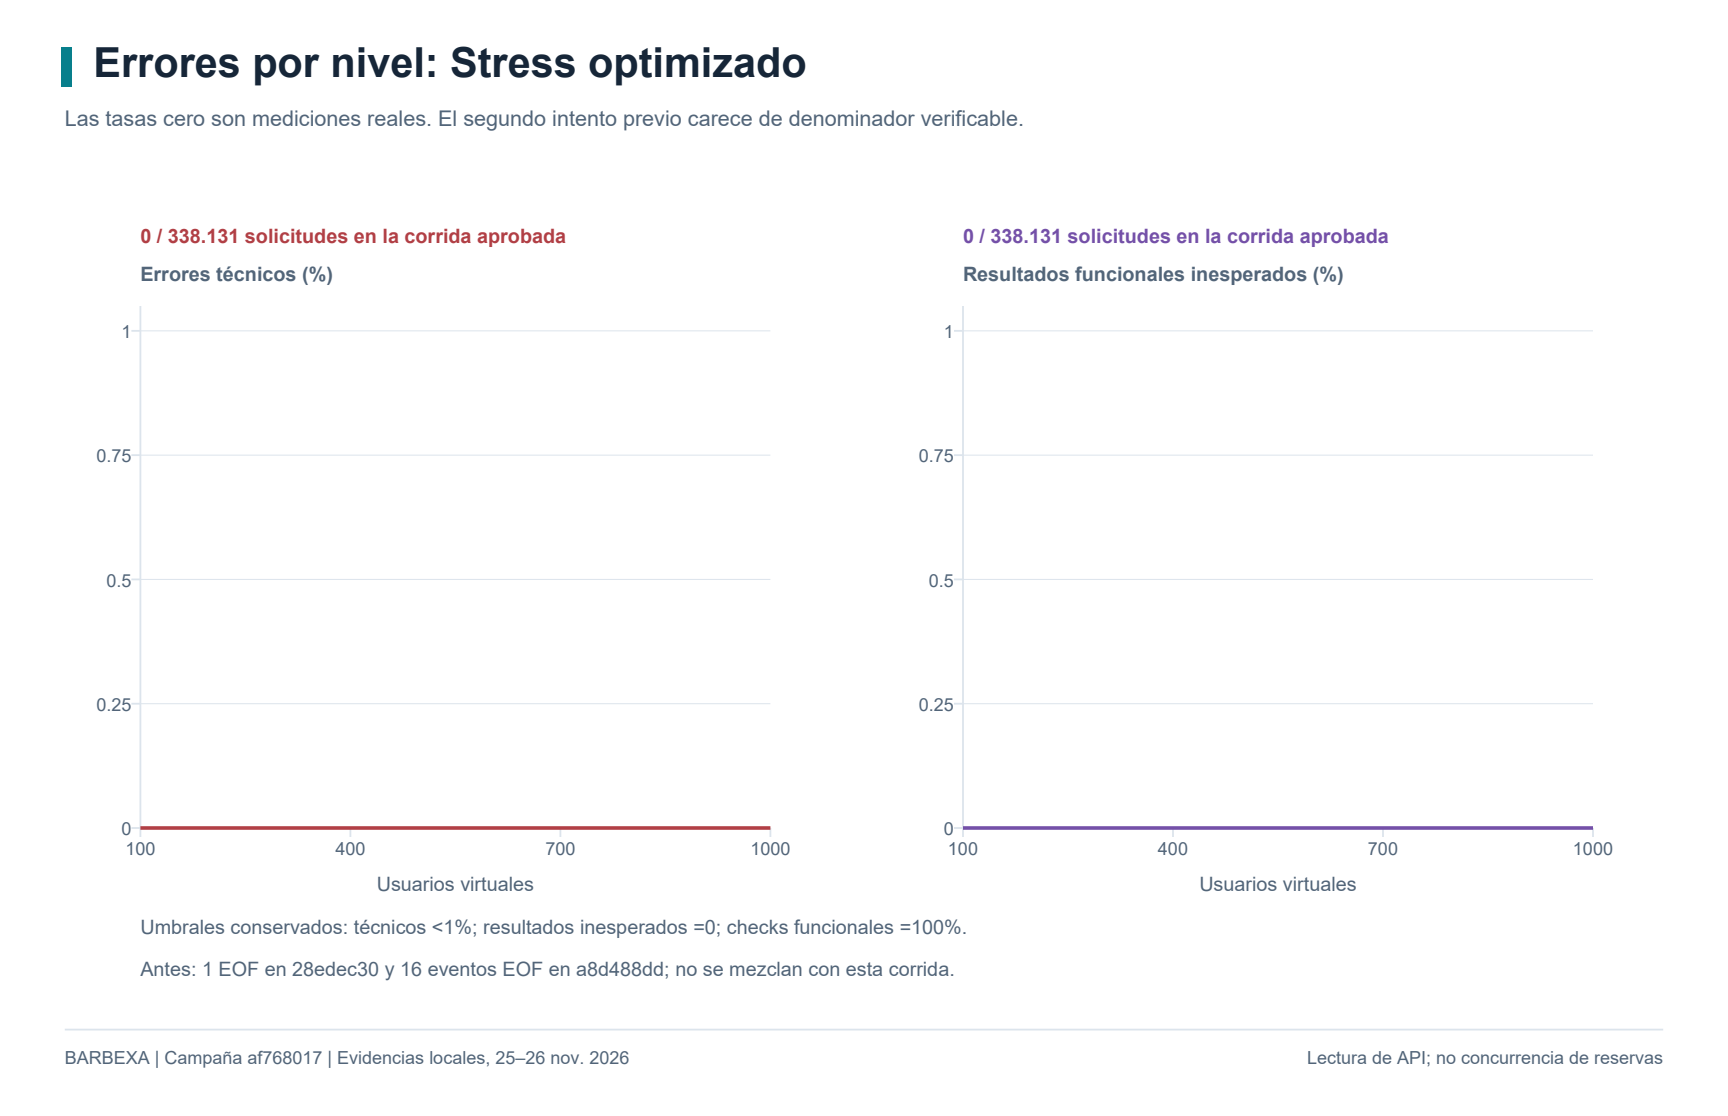 Errores por nivel: Stress optimizado
Las tasas cero son mediciones reales. El segundo intento previo carece de denominador verificable.
0 / 338.131 solicitudes en la corrida aprobada
Errores técnicos (%)
1
0.75
0.5
0.25
0
100
400
700
1000
Usuarios virtuales
0 / 338.131 solicitudes en la corrida aprobada
Resultados funcionales inesperados (%)
1
0.75
0.5
0.25
0
100
400
700
1000
Usuarios virtuales
Umbrales conservados: técnicos <1%; resultados inesperados =0; checks funcionales =100%.
Antes: 1 EOF en 28edec30 y 16 eventos EOF en a8d488dd; no se mezclan con esta corrida.
BARBEXA | Campaña af768017 | Evidencias locales, 25–26 nov. 2026
Lectura de API; no concurrencia de reservas